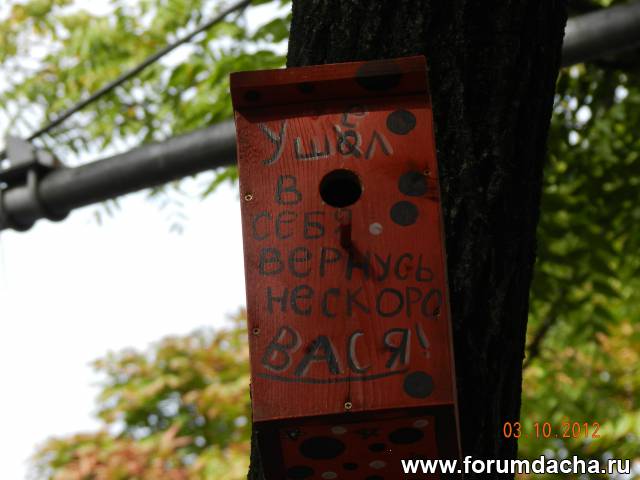 Ушёл
в
себя
вернусь
нескоро
Вася!
03.10.2012
www.forumdacha.ru